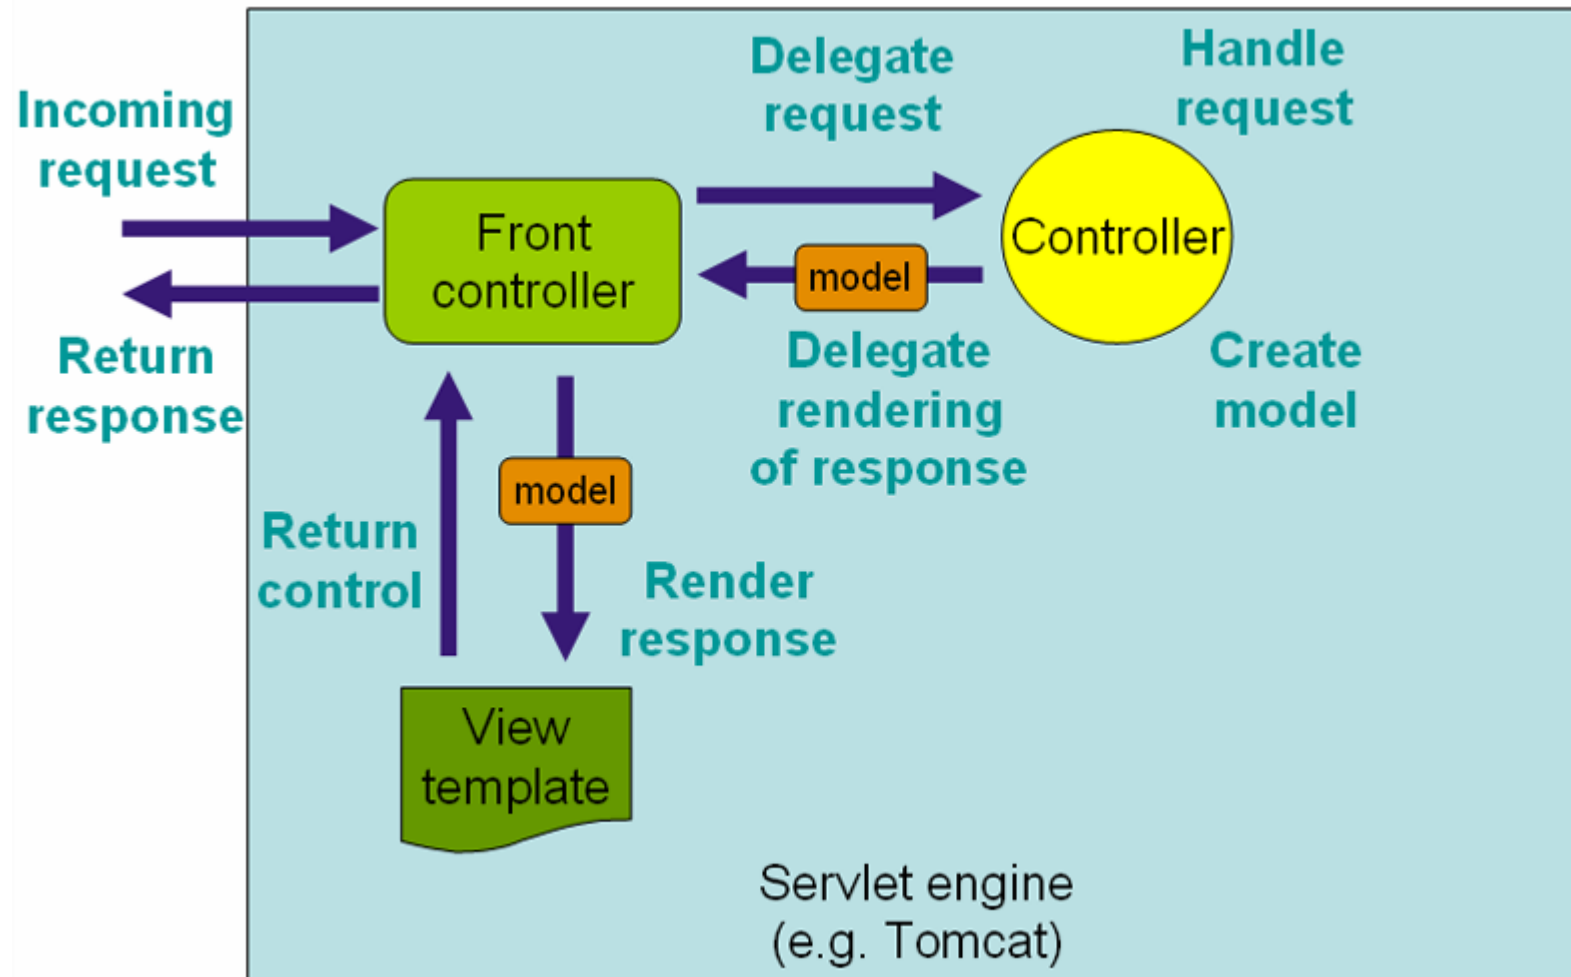 Incoming
request
Return
response
Front
controller
Delegate
request
Handle
request
Controller
model
Delegate
rendering
of response
Create
model
Return
control
model
Render
response
View
template
Servlet engine
(e.g. Tomcat)